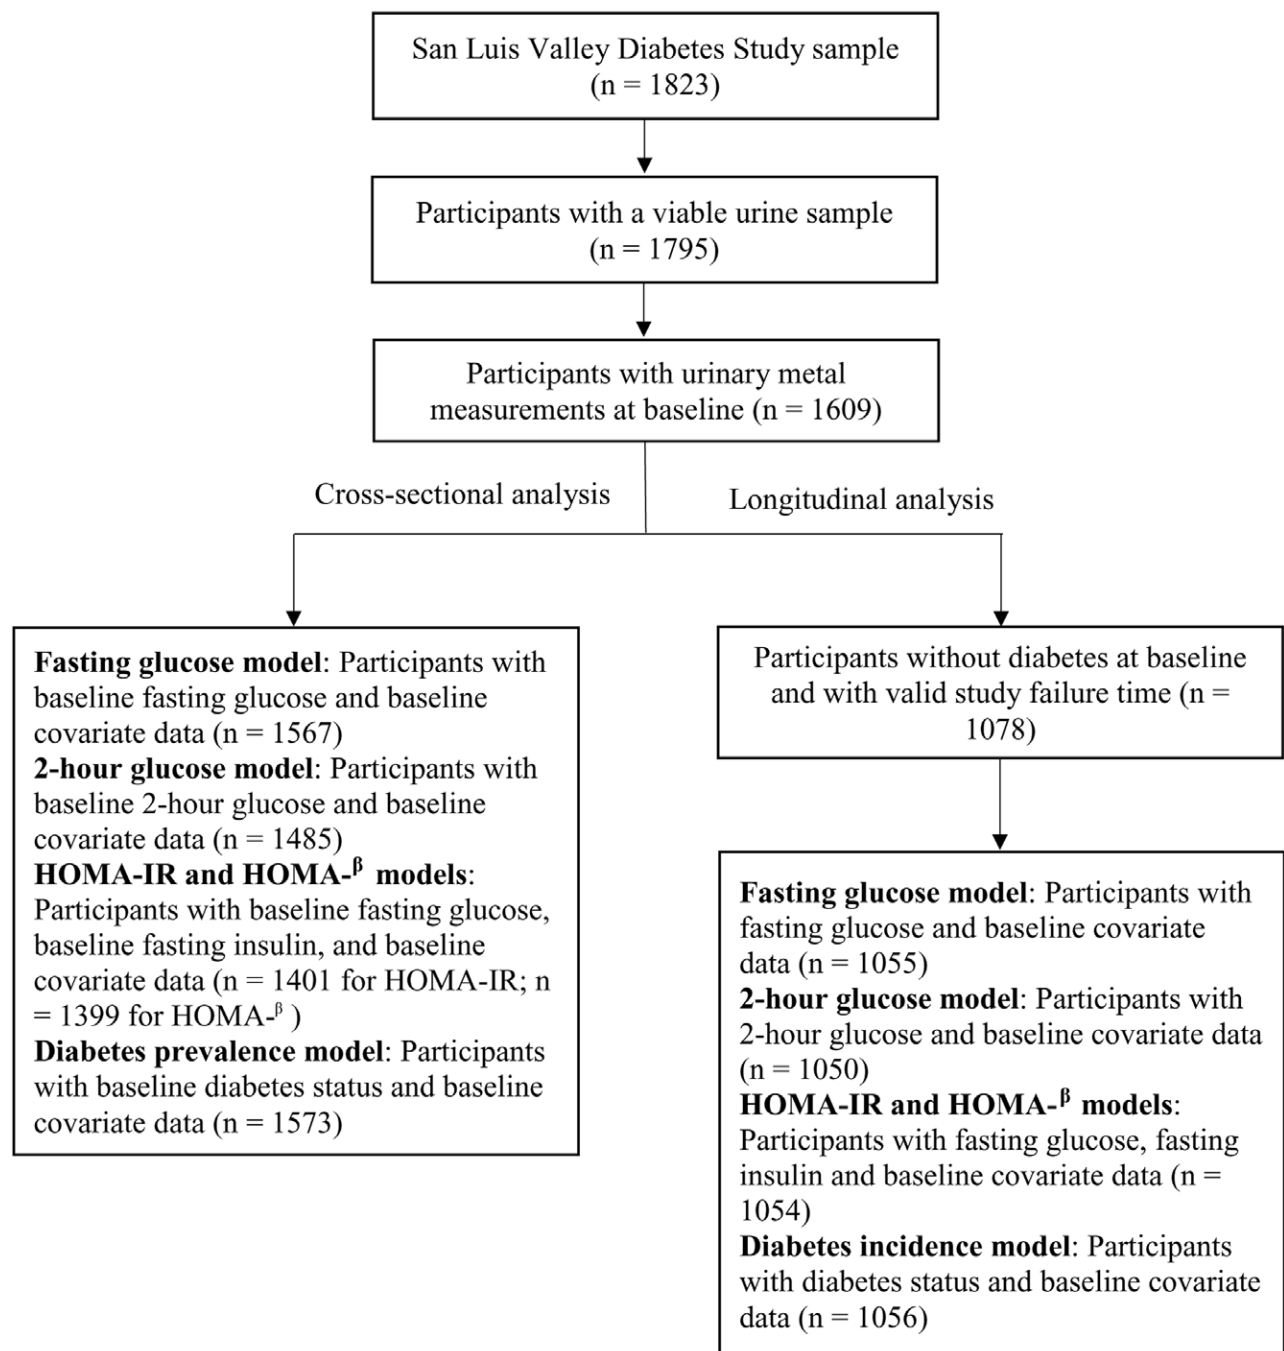 San Luis Valley Diabetes Study sample
(n = 1823)
Participants with a viable urine sample
(n = 1795)
Participants with urinary metal
measurements at baseline (n = 1609)
Cross-sectional analysis
Longitudinal analysis
Fasting glucose model: Participants with
baseline fasting glucose and baseline
covariate data (n = 1567)
2-hour glucose model: Participants with
baseline 2-hour glucose and baseline
covariate data (n = 1485)
HOMA-IR and HOMA-β models:
Participants with baseline fasting glucose,
baseline fasting insulin, and baseline
covariate data (n = 1401 for HOMA-IR; n
= 1399 for HOMA-β )
Diabetes prevalence model: Participants
with baseline diabetes status and baseline
covariate data (n = 1573)
Participants without diabetes at baseline
and with valid study failure time (n =
1078)
Fasting glucose model: Participants with
fasting glucose and baseline covariate
data (n = 1055)
2-hour glucose model: Participants with
2-hour glucose and baseline covariate data
(n = 1050)
HOMA-IR and HOMA-β models:
Participants with fasting glucose, fasting
insulin and baseline covariate data (n =
1054)
Diabetes incidence model: Participants
with diabetes status and baseline covariate
data (n = 1056)